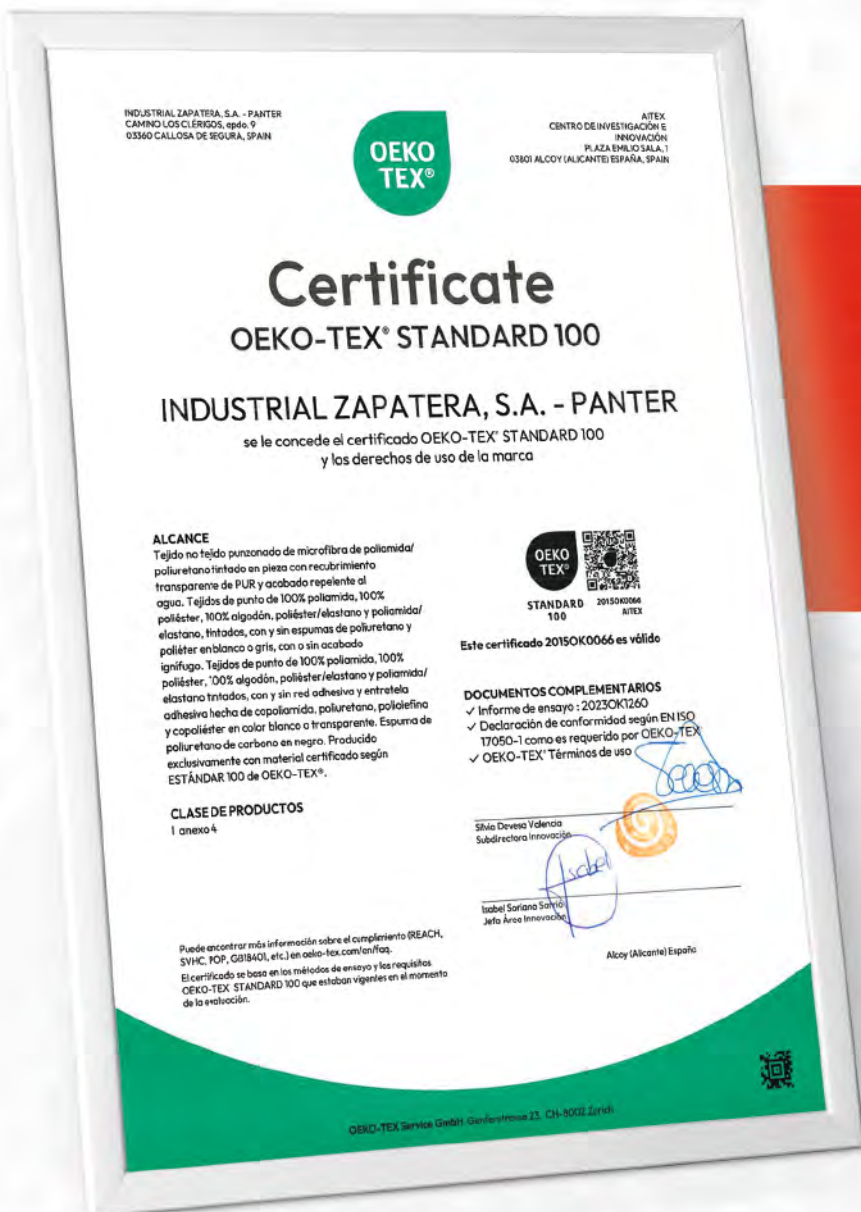 INDUSTRIAL ZAPATERA, S.A. - PANTER
CAMINO LOS CLÉRIGOS, apdo. 9
03360 CALLOSA DE SEGURA, SPAIN
OEKO
TEX®
AITEX
CENTRO DE INVESTIGACIÓN E
INNOVACIÓN
PLAZA EMILIO SALA, 1
03801 ALCOY (ALICANTE) ESPAÑA, SPAIN
Certificate
OEKO-TEX® STANDARD 100
INDUSTRIAL ZAPATERA, S.A. - PANTER
se le concede el certificado OEKO-TEX® STANDARD 100
y los derechos de uso de la marca
ALCANCE
Tejido no tejido punzonado de microfibra de poliamida/
poliuretano tintado en pieza con recubrimiento
transparente de PUR y acabado repelente al
agua. Tejidos de punto de 100% poliamida, 100%
poliéster, 100% algodón, poliéster/elastano y poliamida/
elastano, tintados, con y sin espumas de poliuretano y
poliéter en blanco o gris, con o sin acabado
ignífugo. Tejidos de punto de 100% poliamida, 100%
poliéster, 100% algodón, poliéster/elastano y poliamida/
elastano tintados, con y sin red adhesiva y entretela
adhesiva hecha de copoliamida, poliuretano, poliolefina
y copoliéster en color blanco o transparente. Espuma de
poliuretano de carbono en negro. Producido
exclusivamente con material certificado según
ESTÁNDAR 100 de OEKO-TEX®.
CLASE DE PRODUCTOS
I anexo 4
OEKO
TEX®
STANDARD
100
2015OK0066
AITEX
Este certificado 2015OK0066 es válido
DOCUMENTOS COMPLEMENTARIOS
✓ Informe de ensayo : 2023OK1260
✓ Declaración de conformidad según EN ISO
17050-1 como es requerido por OEKO-TEX
✓ OEKO-TEX® Términos de uso
Silvia Devesa Valencia
Subdirectora Innovación
Isabel
Isabel Soriano Sarrió
Jefa Área Innovación
Alcoy (Alicante) España
Puede encontrar más información sobre el cumplimiento (REACH,
SVHC, POP, GB18401, etc.) en oeko-tex.com/en/faq.
El certificado se basa en los métodos de ensayo y los requisitos
OEKO-TEX STANDARD 100 que estaban vigentes en el momento
de la evaluación.
OEKO-TEX Service GmbH. Genferstrasse 23, CH-8002 Zurich